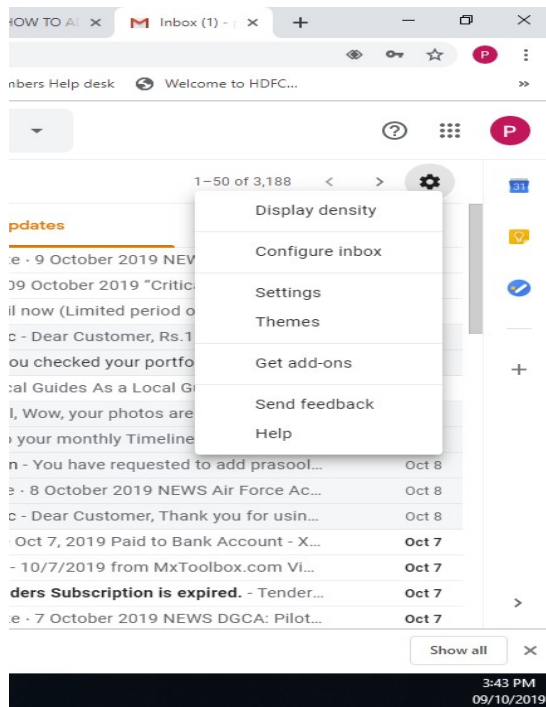 HOW TO A
Inbox (1) -
P
mbers Help desk Welcome to HDFC...
P
1–50 of 3,188
31
Display density
Configure inbox
Settings
Themes
Get add-ons
Send feedback
Help
pdates
te · 9 October 2019 NEW
09 October 2019 "Critic
il now (Limited period o
c - Dear Customer, Rs.1
ou checked your portfo
cal Guides As a Local G
l, Wow, your photos are
o your monthly Timeline
n - You have requested to add prasool... Oct 8
e · 8 October 2019 NEWS Air Force Ac... Oct 8
c - Dear Customer, Thank you for usin... Oct 8
Oct 7, 2019 Paid to Bank Account - X... Oct 7
- 10/7/2019 from MxToolbox.com Vi... Oct 7
ders Subscription is expired. - Tender... Oct 7
te · 7 October 2019 NEWS DGCA: Pilot... Oct 7
Show all
3:43 PM
09/10/2019